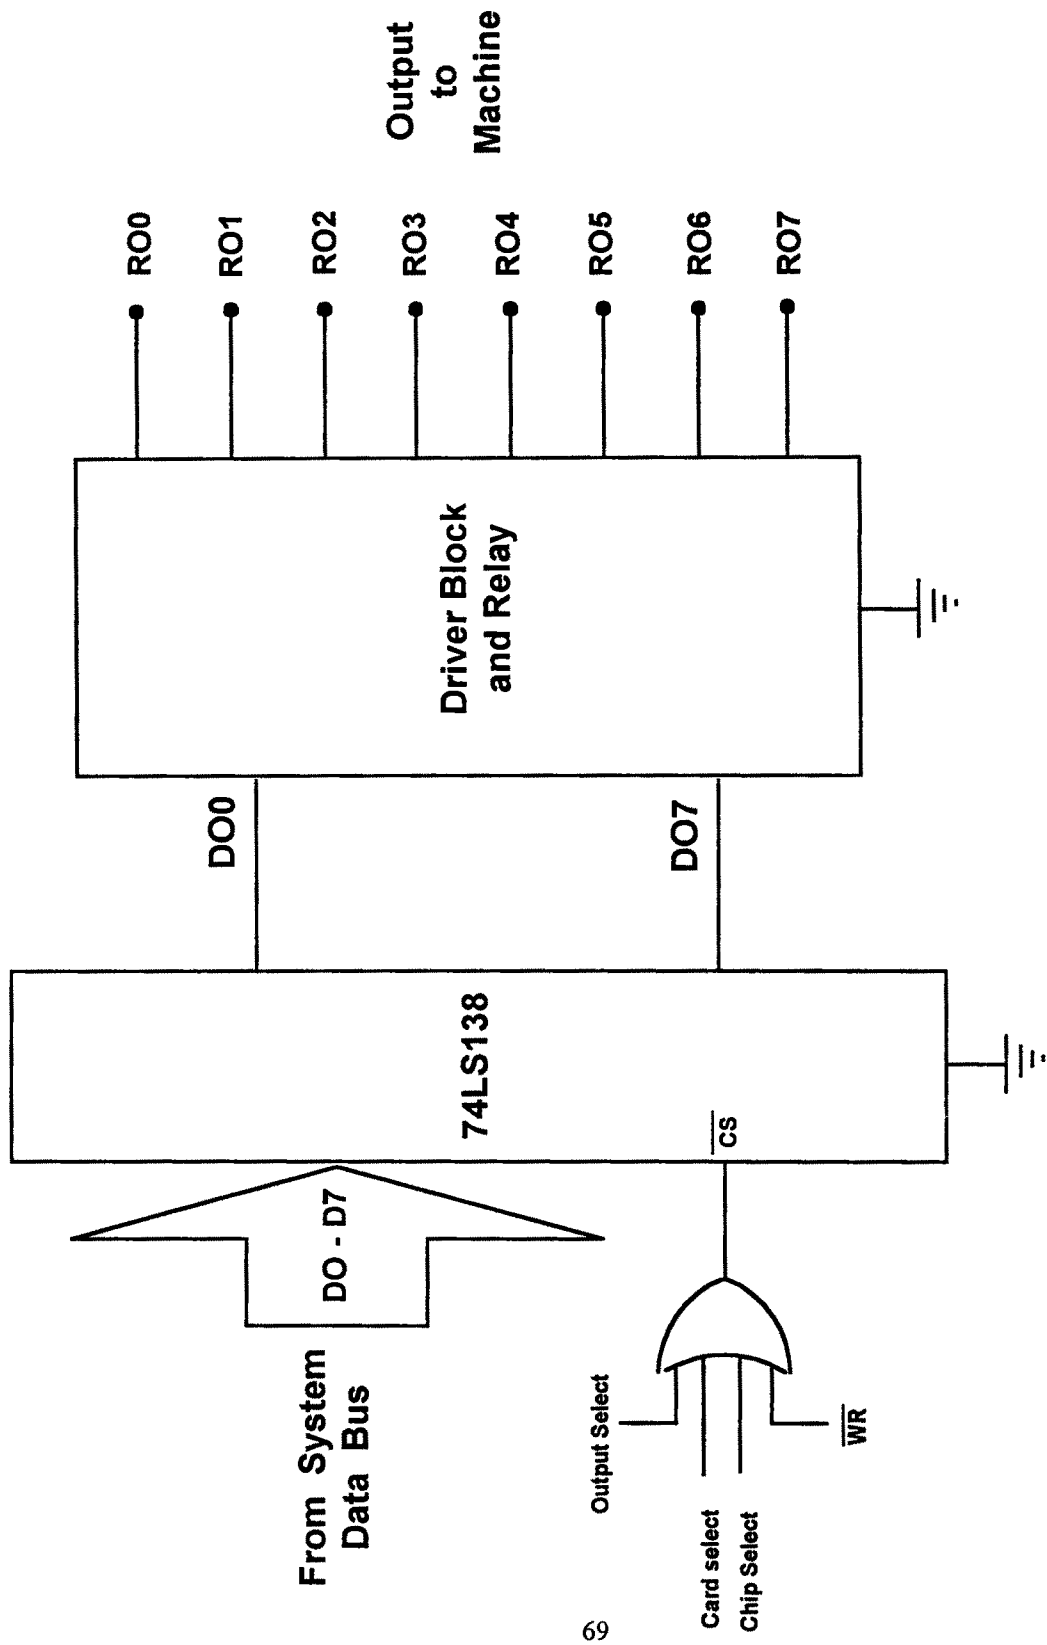 From System
Data Bus
DO - D7
Output Select
Card select
Chip Select
WR
CS
74LS138
DO0
DO7
Driver Block
and Relay
RO0
RO1
RO2
RO3
RO4
RO5
RO6
RO7
Output
to
Machine
69